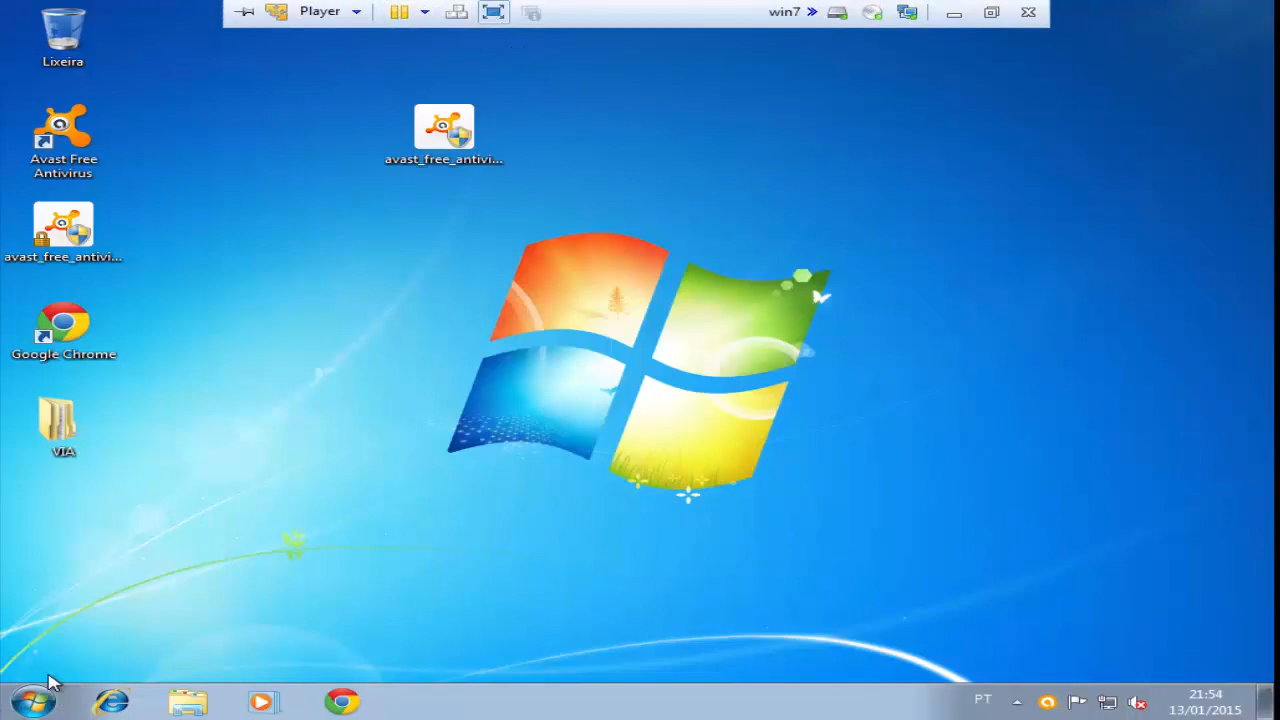 Player
win7
Lixeira
Avast Free
Antivirus
avast_free_antivi...
avast_free_antivi...
Google Chrome
VIA
PT
21:54
13/01/2015